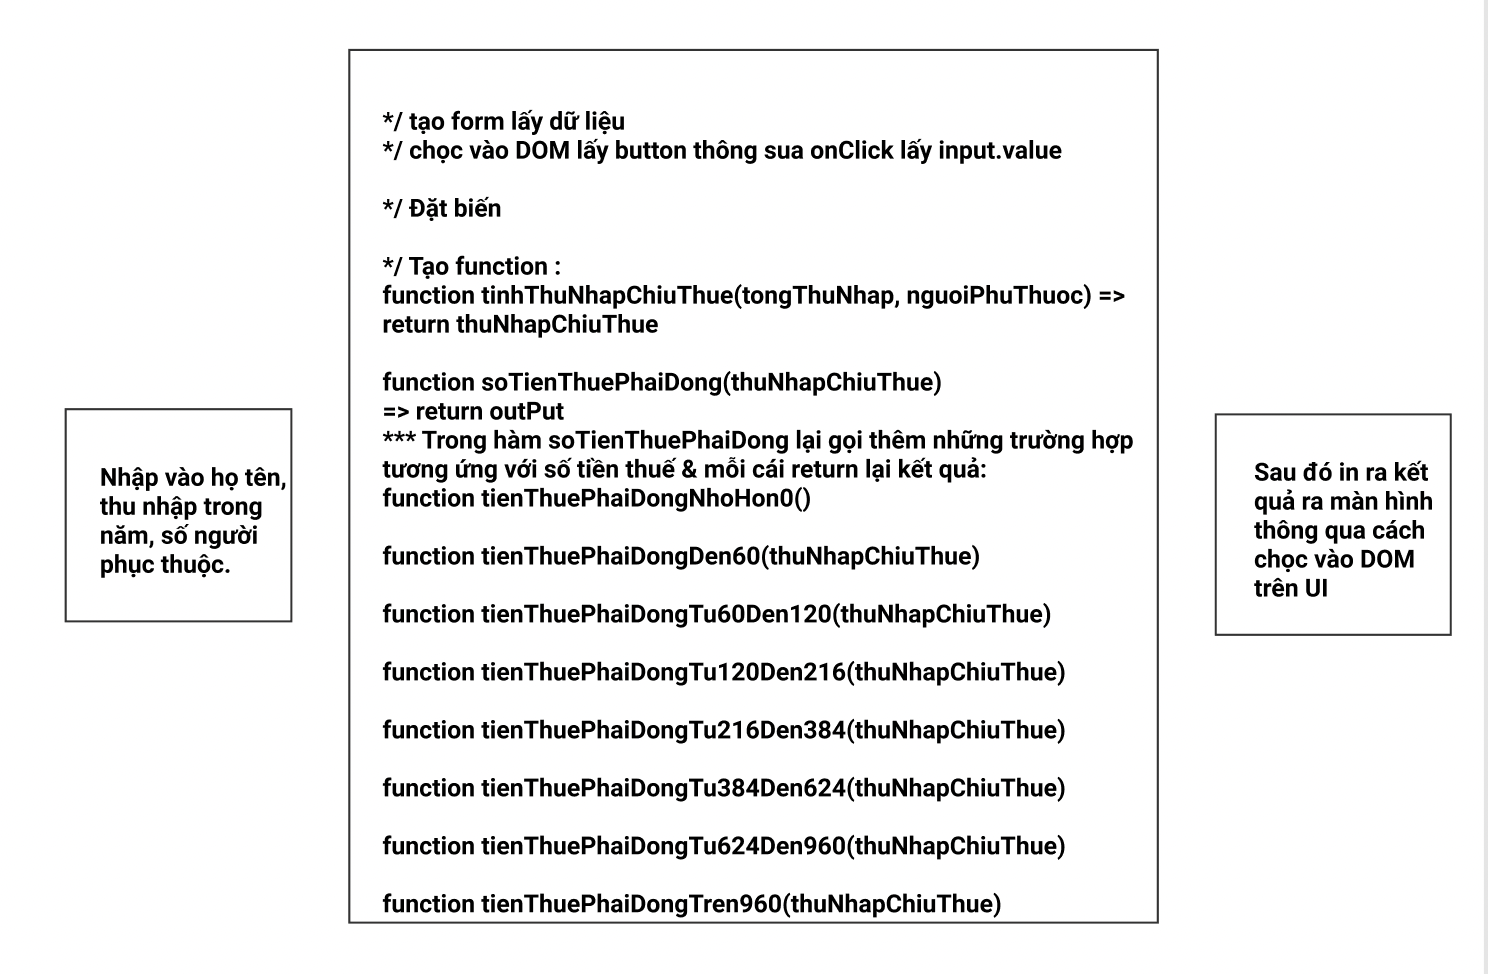 Nhập vào họ tên,
thu nhập trong
năm, số người
phục thuộc.
*/ tạo form lấy dữ liệu
*/ chọc vào DOM lấy button thông sua onClick lấy input.value
*/ Đặt biến
*/ Tạo function :
function tinhThuNhapChiuThue(tongThuNhap, nguoiPhuThuoc) =>
return thuNhapChiuThue
function soTienThuePhaiDong(thuNhapChiuThue)
=> return outPut
*** Trong hàm soTienThuePhaiDong lại gọi thêm những trường hợp
tương ứng với số tiền thuế & mỗi cái return lại kết quả:
function tienThuePhaiDongNhoHon0()
function tienThuePhaiDongDen60(thuNhapChiuThue)
function tienThuePhaiDongTu60Den120(thuNhapChiuThue)
function tienThuePhaiDongTu120Den216(thuNhapChiuThue)
function tienThuePhaiDongTu216Den384(thuNhapChiuThue)
function tienThuePhaiDongTu384Den624(thuNhapChiuThue)
function tienThuePhaiDongTu624Den960(thuNhapChiuThue)
function tienThuePhaiDongTren960(thuNhapChiuThue)
Sau đó in ra kết
quả ra màn hình
thông qua cách
chọc vào DOM
trên UI